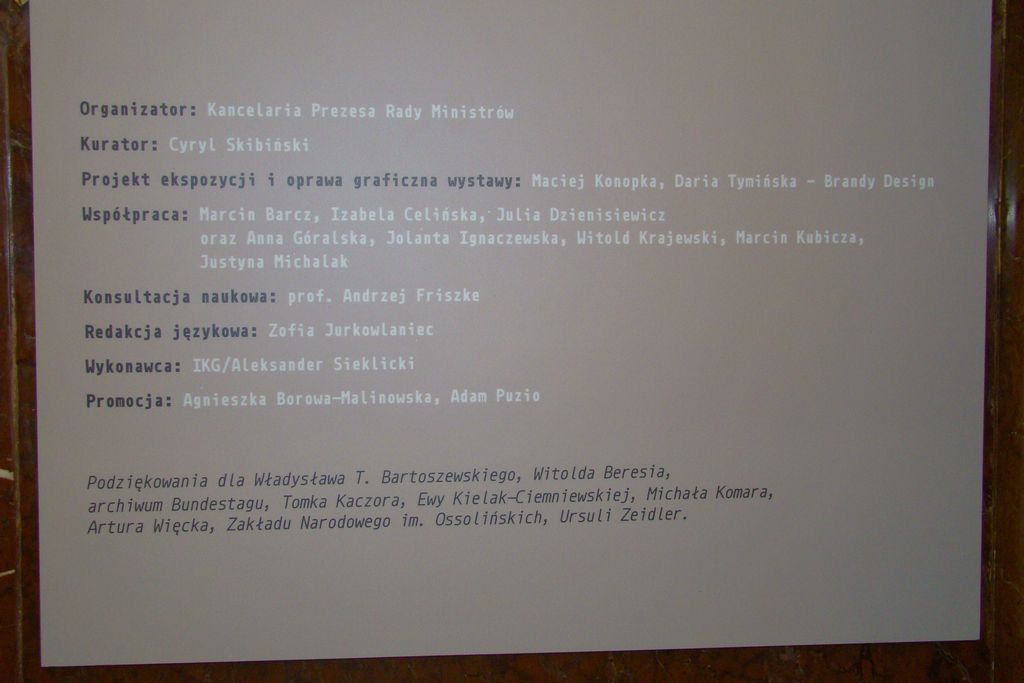 Organizator: Kancelaria Prezesa Rady Ministrów
Kurator: Cyryl Skibiński
Projekt ekspozycji i oprawa graficzna wystawy: Maciej Konopka, Daria Tymińska – Brandy Design
Współpraca: Marcin Barcz, Izabela Celińska, Julia Dzienisiewicz
oraz Anna Góralska, Jolanta Ignaczewska, Witold Krajewski, Marcin Kubicza,
Justyna Michalak
Konsultacja naukowa: prof. Andrzej Friszke
Redakcja językowa: Zofia Jurkowlaniec
Wykonawca: IKG/Aleksander Sieklicki
Promocja: Agnieszka Borowa-Malinowska, Adam Puzio
Podziękowania dla Władysława T. Bartoszewskiego, Witolda Beresia,
archiwum Bundestagu, Tomka Kaczora, Ewy Kielak-Ciemniewskiej, Michała Komara,
Artura Więcka, Zakładu Narodowego im. Ossolińskich, Ursuli Zeidler.